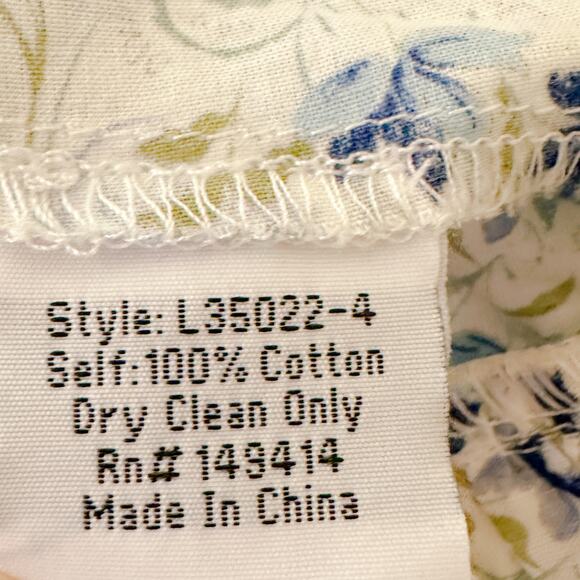 Style: L35022-4
Self:100% Cotton
Dry Clean Only
Rn# 149414
Made In China